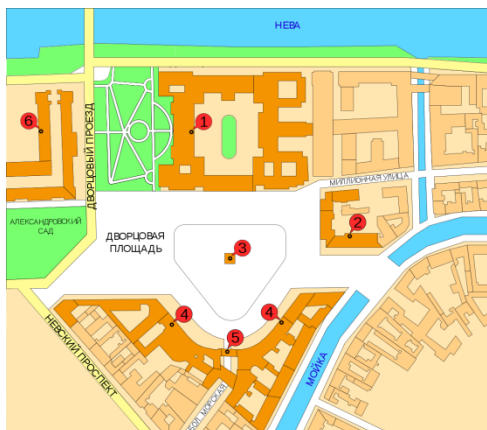 НЕВА
1
6
ДВОРЦОВЫЙ ПРОЕЗД
МИЛЛИОННАЯ УЛИЦА
АЛЕКСАНДРОВСКИЙ
САД
ДВОРЦОВАЯ
ПЛОЩАДЬ
2
3
4
4
5
НЕВСКИЙ ПРОСПЕКТ
МОЙКА
БОЛ. МОРСКАЯ